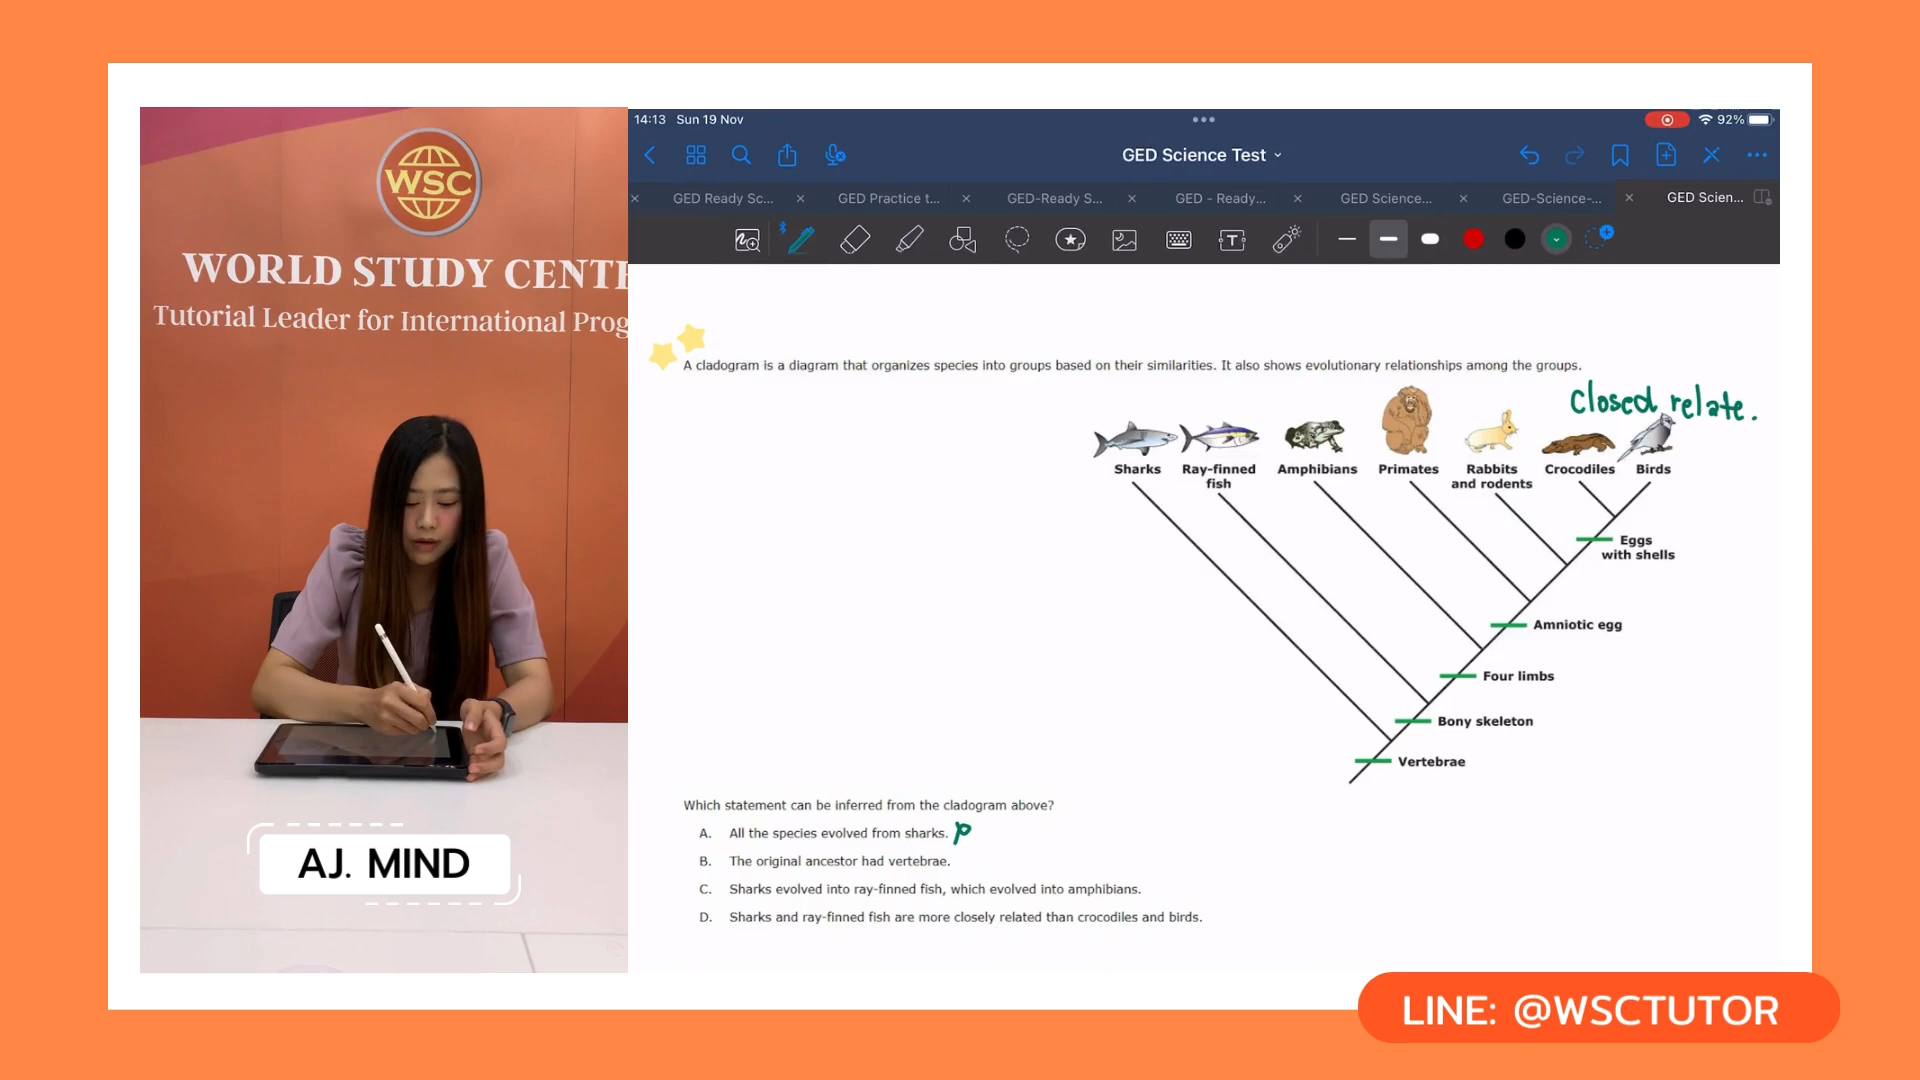 WSC
WORLD STUDY CENTE
Tutorial Leader for International Prog
AJ. MIND
14:13 Sun 19 Nov
92%
GED Science Test
GED Ready Sc...
GED Practice t...
GED-Ready S...
GED - Ready...
GED Science...
GED-Science-...
GED Scien...
A cladogram is a diagram that organizes species into groups based on their similarities. It also shows evolutionary relationships among the groups.
Closed relate.
Sharks
Ray-finned
fish
Amphibians
Primates
Rabbits
and rodents
Crocodiles
Birds
Eggs
with shells
Amniotic egg
Four limbs
Bony skeleton
Vertebrae
Which statement can be inferred from the cladogram above?
A. All the species evolved from sharks. P
B. The original ancestor had vertebrae.
C. Sharks evolved into ray-finned fish, which evolved into amphibians.
D. Sharks and ray-finned fish are more closely related than crocodiles and birds.
LINE: @WSCTUTOR